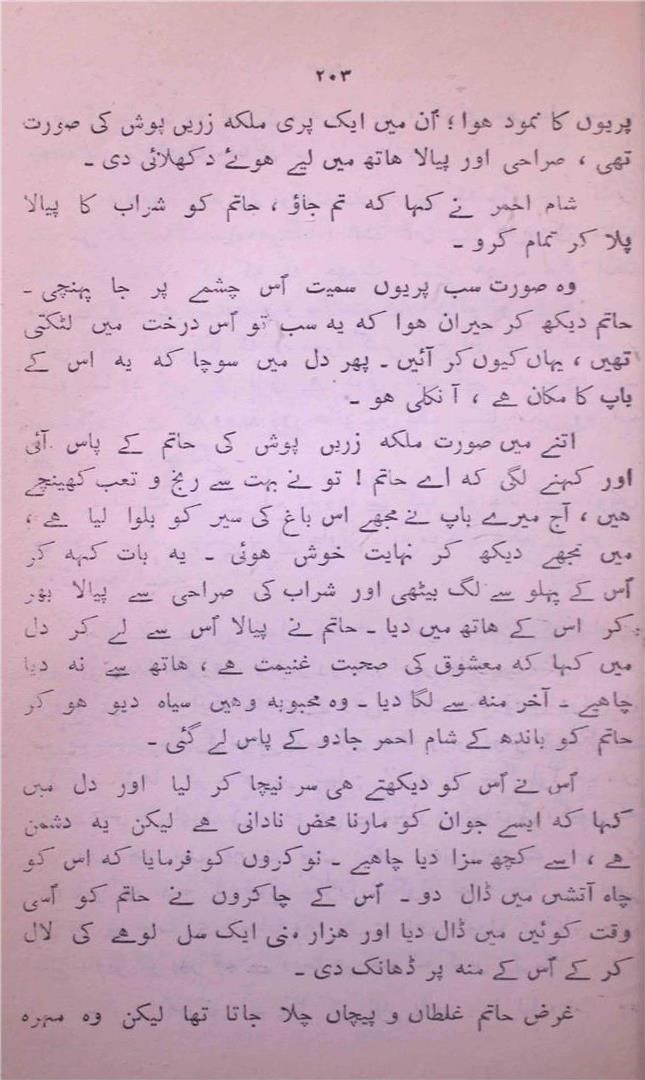 ۲۰۳
پریوں کا نمود ہوا ؛ اُن میں ایک پری ملکہ زریں پوش کی صورت
تھی ، صراحی اور پیالا ہاتھ میں لیے ہوئے دکھلائی دی ۔
شام احمر نے کہا کہ تم جاؤ ، حاتم کو شراب کا پیالا
پلا کر تمام کرو ۔
وہ صورت سب پریوں سمیت اُس چشمے پر جا پہنچی ۔
حاتم دیکھ کر حیران ہوا کہ یہ سب تو اُس درخت میں لٹکتی
تھیں ، یہاں کیوں کر آئیں ۔ پھر دل میں سوچا کہ یہ اس کے
باپ کا مکان ہے ، آ نکلی ہو ۔
اتنے میں صورت ملکہ زریں پوش کی حاتم کے پاس آئی
اور کہنے لگی کہ اے حاتم ! تو نے بہت سے رنج و تعب کھینچے
ہیں ، آج میرے باپ نے مجھے اس باغ کی سیر کو بلوا لیا ہے ،
میں تجھے دیکھ کر نہایت خوش ہوئی ۔ یہ بات کہہ کر
اُس کے پہلو سے لگ بیٹھی اور شراب کی صراحی سے پیالا بھر
کر اس کے ہاتھ میں دیا ۔ حاتم نے پیالا اُس سے لے کر دل
میں کہا کہ معشوق کی صحبت غنیمت ہے ، ہاتھ سے نہ دیا
چاہیے ۔ آخر منہ سے لگا دیا ۔ وہ محبوبہ وہیں سیاہ دیو ہو کر
حاتم کو باندھ کے شام احمر جادو کے پاس لے گئی ۔
اُس نے اُس کو دیکھتے ہی سر نیچا کر لیا اور دل میں
کہا کہ ایسے جوان کو مارنا محض نادانی ہے لیکن یہ دشمن
ہے ، اسے کچھ سزا دیا چاہیے ۔ نوکروں کو فرمایا کہ اس کو
چاہ آتشیں میں ڈال دو ۔ اُس کے چاکروں نے حاتم کو اُسی
وقت کوئیں میں ڈال دیا اور ہزار منی ایک سل لوہے کی لال
کر کے اُس کے منہ پر ڈھانک دی ۔
غرض حاتم غلطاں و پیچاں چلا جاتا تھا لیکن وہ مہرہ